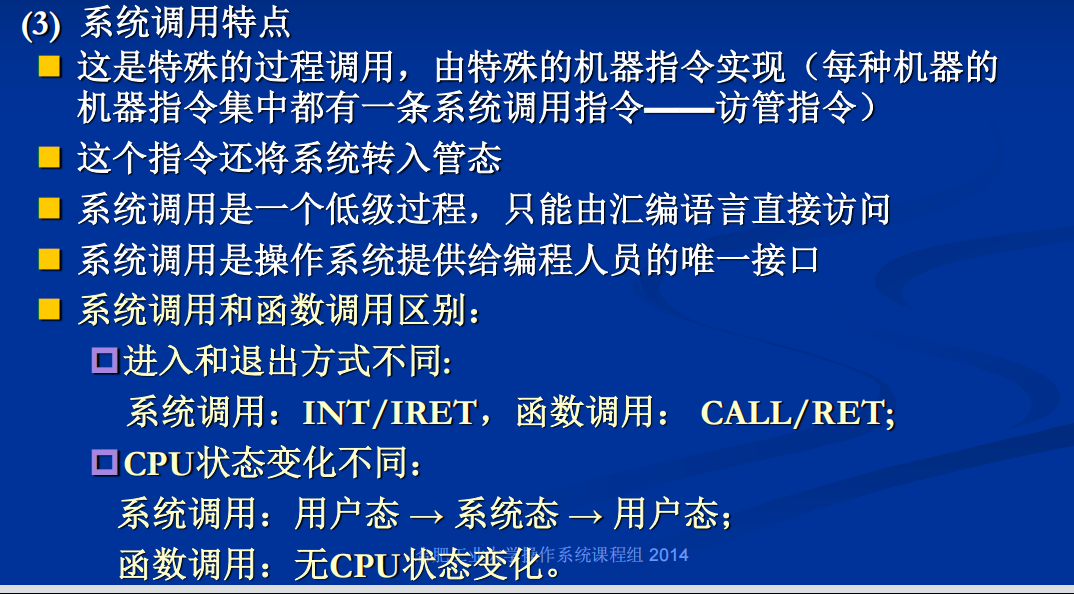 (3) 系统调用特点
这是特殊的过程调用，由特殊的机器指令实现（每种机器的
机器指令集中都有一条系统调用指令——访管指令）
这个指令还将系统转入管态
系统调用是一个低级过程，只能由汇编语言直接访问
系统调用是操作系统提供给编程人员的唯一接口
系统调用和函数调用区别：
进入和退出方式不同:
系统调用：INT/IRET，函数调用： CALL/RET;
CPU状态变化不同：
系统调用：用户态 → 系统态 → 用户态；
函数调用：无CPU状态变化。
操作系统课程组 2014